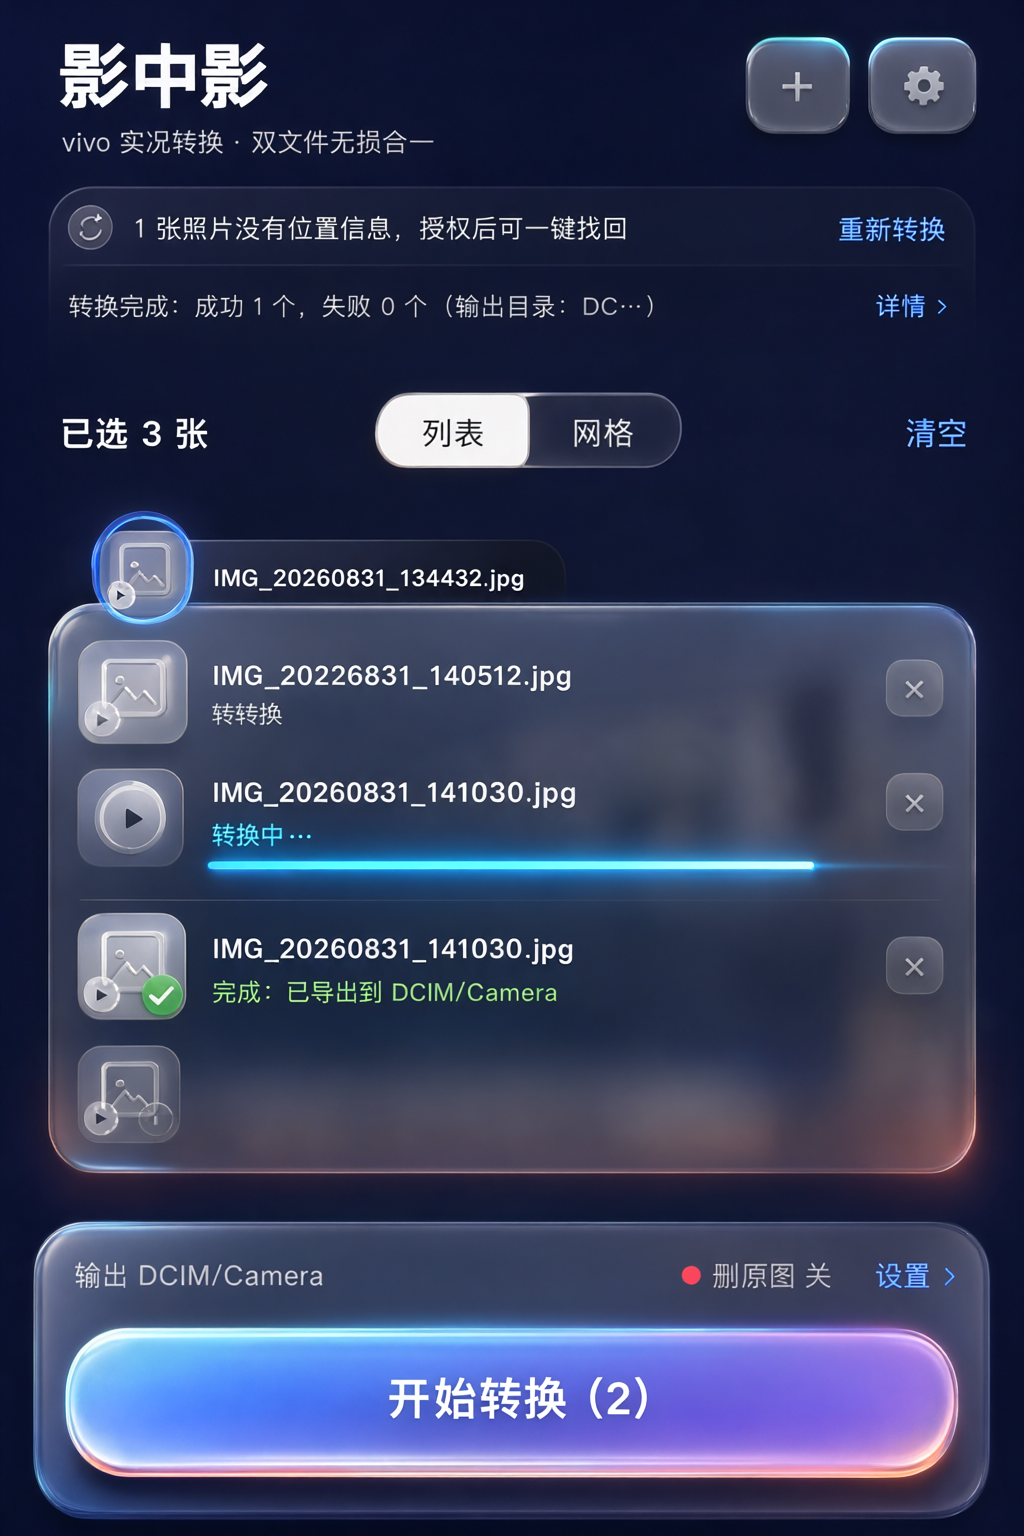 影中影
vivo 实况转换 · 双文件无损合一
1 张照片没有位置信息，授权后可一键找回
重新转换
转换完成：成功 1 个，失败 0 个（输出目录：DC…）
详情 >
已选 3 张
列表
网格
清空
IMG_20260831_134432.jpg
IMG_20226831_140512.jpg
转转换
IMG_20260831_141030.jpg
转换中 ···
IMG_20260831_141030.jpg
完成：已导出到 DCIM/Camera
输出 DCIM/Camera
删原图 关
设置 >
开始转换（2）